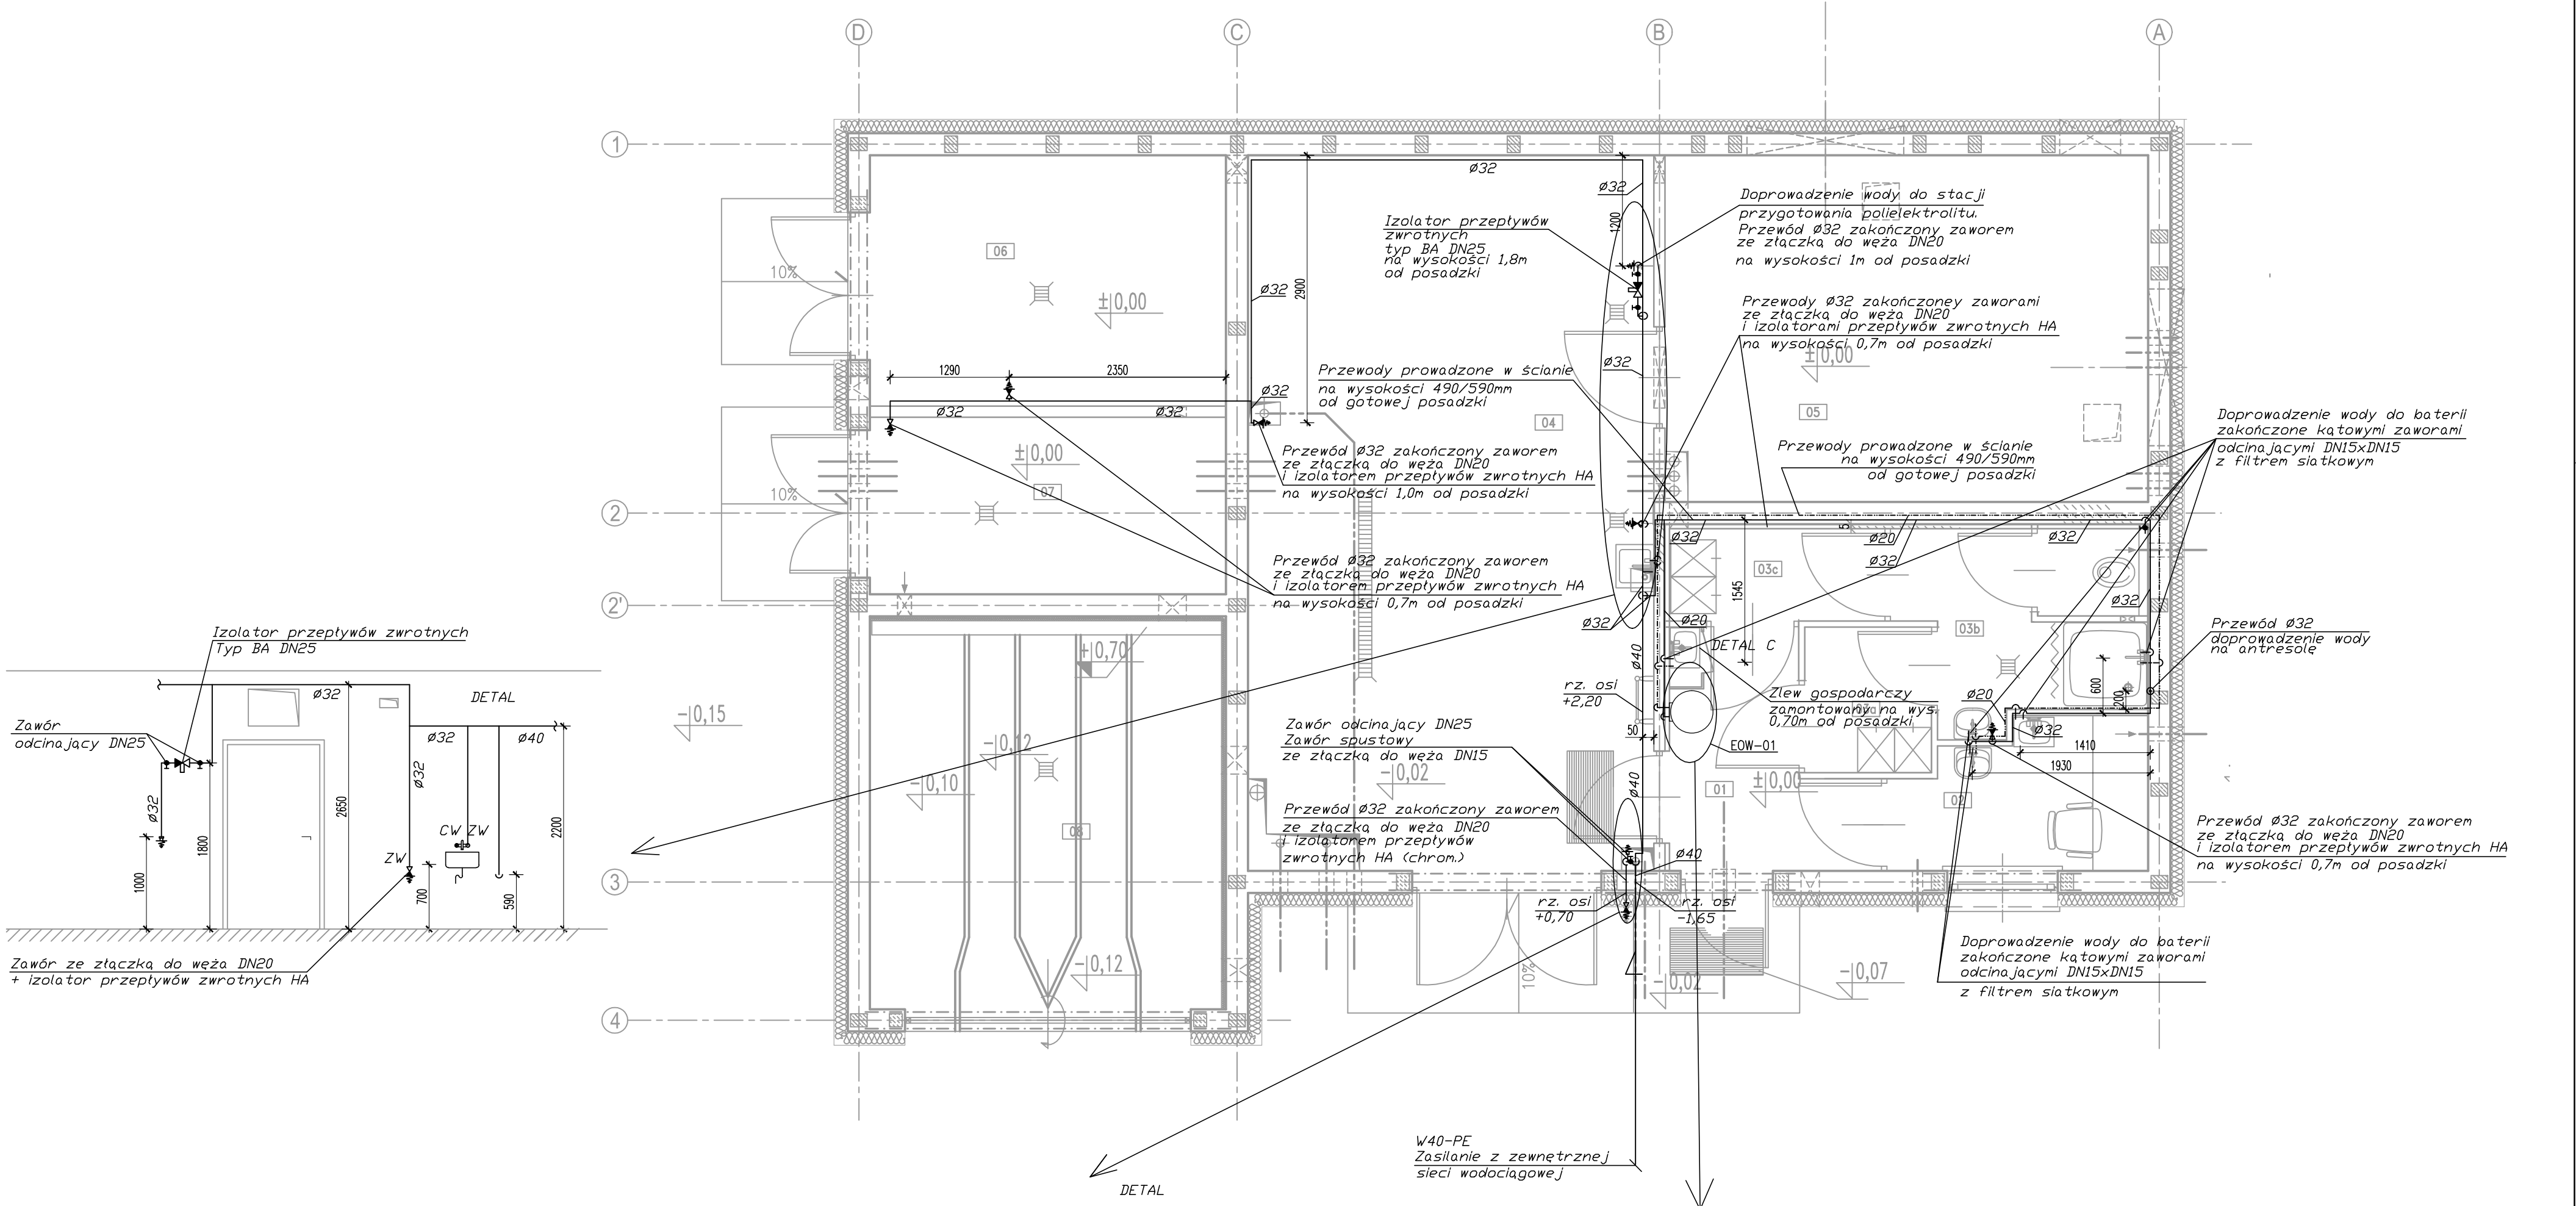 D
C
B
A
1
2
2'
3
4
06
±0,00
10%
1290
2350
Ø32
Ø32
±0,00
07
10%
+0,70
-0,15
-0,12
-0,10
08
-0,12
Ø32
2900
Ø32
Ø32
Ø32
1200
Izolator przepływów
zwrotnych
typ BA DN25
na wysokości 1,8m
od posadzki
Doprowadzenie wody do stacji
przygotowania polielektrolitu.
Przewód Ø32 zakończony zaworem
ze złączką do węża DN20
na wysokości 1m od posadzki
Przewody Ø32 zakończoney zaworami
ze złączką do węża DN20
i izolatorami przepływów zwrotnych HA
na wysokości 0,7m od posadzki
±0,00
Ø32
Przewody prowadzone w ścianie
na wysokości 490/590mm
od gotowej posadzki
04
05
Przewody prowadzone w ścianie
na wysokości 490/590mm
od gotowej posadzki
Doprowadzenie wody do baterii
zakończone kątowymi zaworami
odcinającymi DN15xDN15
z filtrem siatkowym
Przewód Ø32 zakończony zaworem
ze złączką do węża DN20
i izolatorem przepływów zwrotnych HA
na wysokości 1,0m od posadzki
Przewód Ø32 zakończony zaworem
ze złączką do węża DN20
i izolatorem przepływów zwrotnych HA
na wysokości 0,7m od posadzki
Ø32
Ø20
Ø32
5
Ø32
03c
1545
Ø32
Ø32
Ø20
03b
DETAL C
Ø40
rz. osi
+2,20
50
Zlew gospodarczy
zamontowany na wys.
0,70m od posadzki
03a
Ø20
600
200
Ø32
1410
1930
Przewód Ø32
doprowadzenie wody
na antresolę
EOW-01
Zawór odcinający DN25
Zawór spustowy
ze złączką do węża DN15
-0,02
Ø40
01
±0,00
02
Przewód Ø32 zakończony zaworem
ze złączką do węża DN20
i izolatorem przepływów
zwrotnych HA (chrom.)
Ø40
rz. osi
+0,70
rz. osi
-1,65
Przewód Ø32 zakończony zaworem
ze złączką do węża DN20
i izolatorem przepływów zwrotnych HA
na wysokości 0,7m od posadzki
Doprowadzenie wody do baterii
zakończone kątowymi zaworami
odcinającymi DN15xDN15
z filtrem siatkowym
10%
-0,02
-0,07
W40-PE
Zasilanie z zewnętrznej
sieci wodociągowej
DETAL
Izolator przepływów zwrotnych
Typ BA DN25
Zawór
odcinający DN25
Ø32
DETAL
Ø32
Ø40
Ø32
Ø32
2650
1800
1000
CW ZW
ZW
700
590
2200
Zawór ze złączką do węża DN20
+ izolator przepływów zwrotnych HA